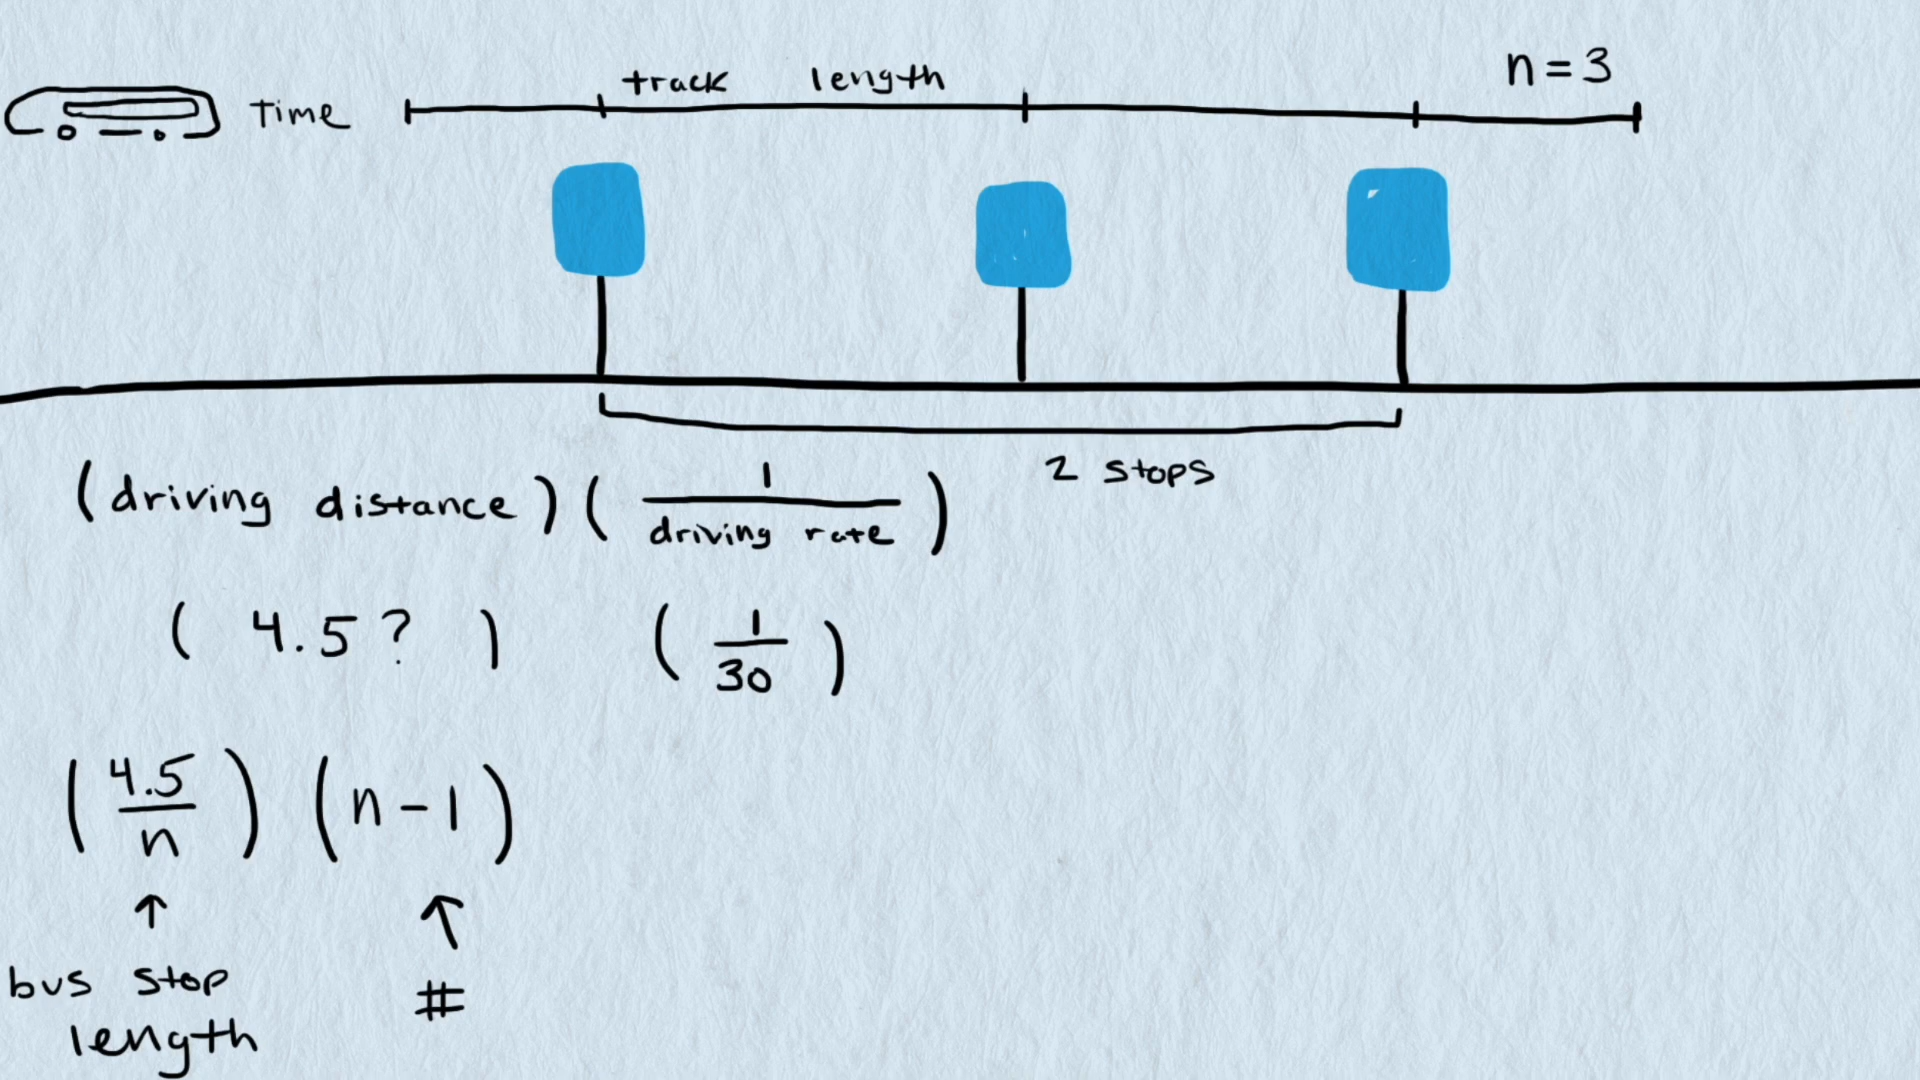 n = 3
track length
Time
2 stops
(driving distance) (1/driving rate)
(4.5?) (1/30)
(4.5/n) (n-1)
↑ ↑
bus stop length
#